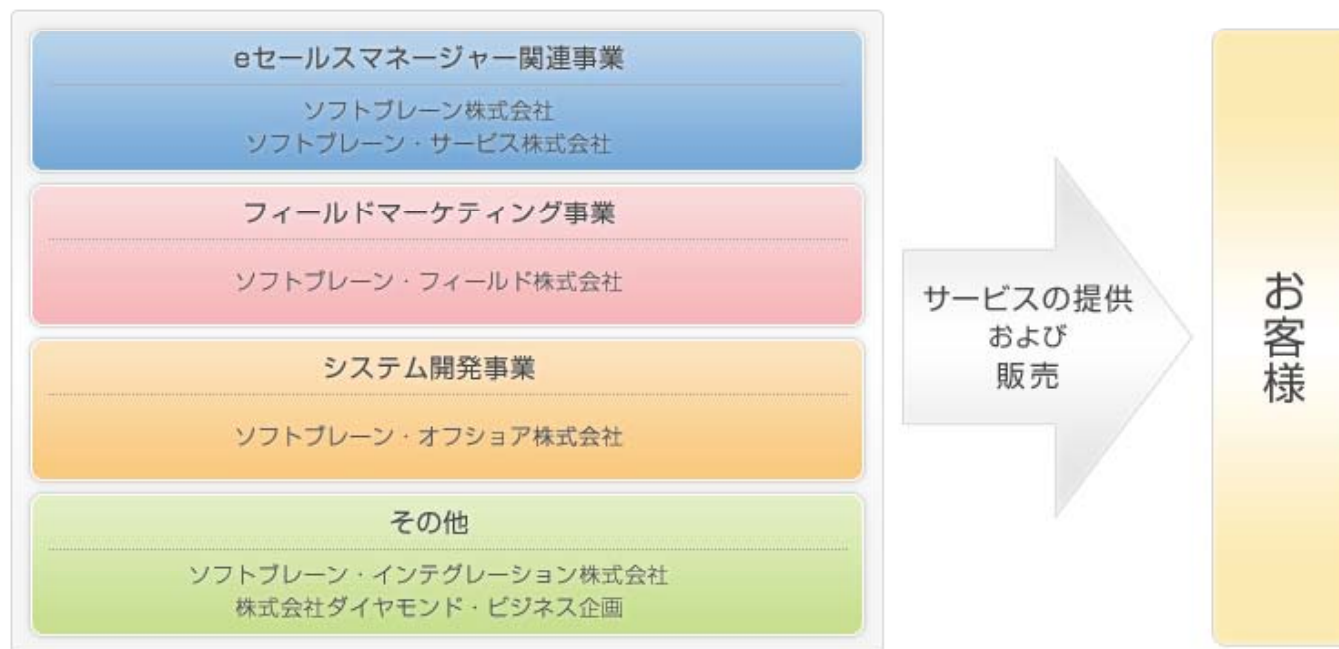 eセールスマネージャー関連事業
ソフトブレーン株式会社
ソフトブレーン・サービス株式会社
フィールドマーケティング事業
ソフトブレーン・フィールド株式会社
システム開発事業
ソフトブレーン・オフショア株式会社
その他
ソフトブレーン・インテグレーション株式会社
株式会社ダイヤモンド・ビジネス企画
サービスの提供
および
販売
お客様